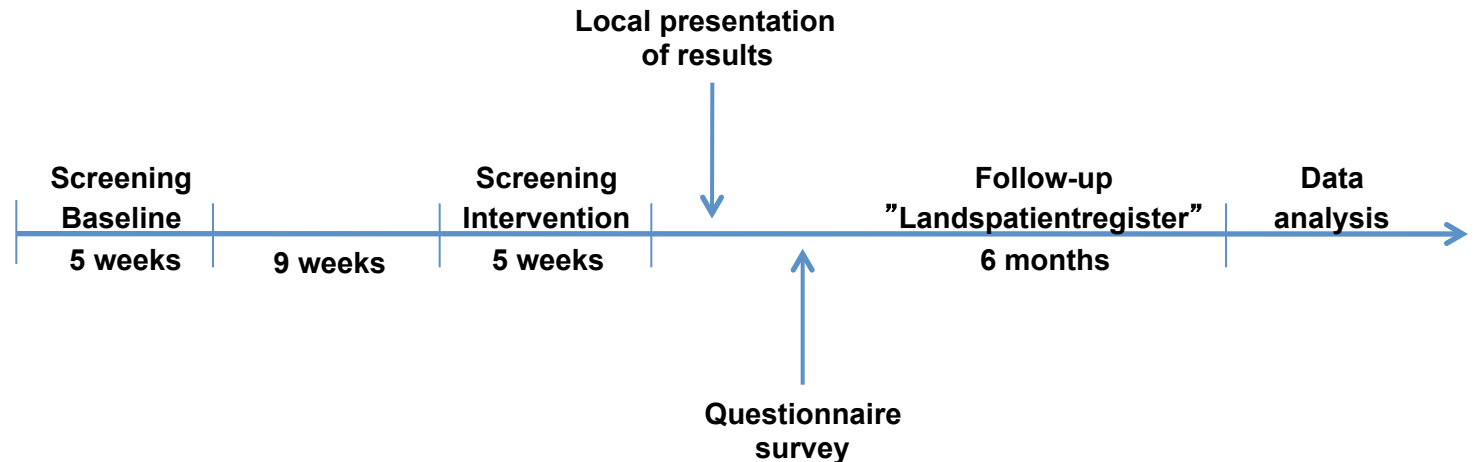 Local presentation
of results
Screening
Baseline
5 weeks
9 weeks
Screening
Intervention
5 weeks
Follow-up
”Landspatientregister”
6 months
Data
analysis
Questionnaire
survey